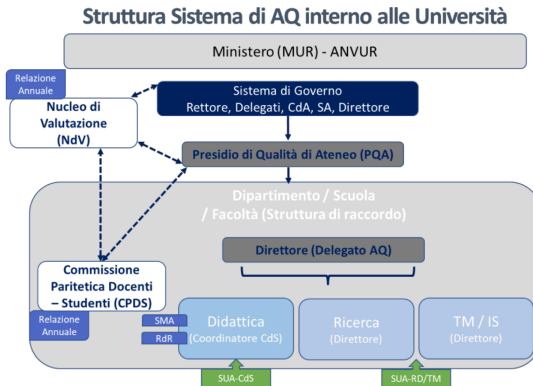 Struttura Sistema di AQ interno alle Università
Ministero (MUR) - ANVUR
Relazione
Annuale
Nucleo di
Valutazione
(NdV)
Sistema di Governo
Rettore, Delegati, CdA, SA, Direttore
Presidio di Qualità di Ateneo (PQA)
Dipartimento / Scuola
/ Facoltà (Struttura di raccordo)
Direttore (Delegato AQ)
Commissione
Paritetica Docenti
– Studenti (CPDS)
Relazione
Annuale
SMA
RdR
Didattica
(Coordinatore CdS)
Ricerca
(Direttore)
TM / IS
(Direttore)
SUA-CdS
SUA-RD/TM